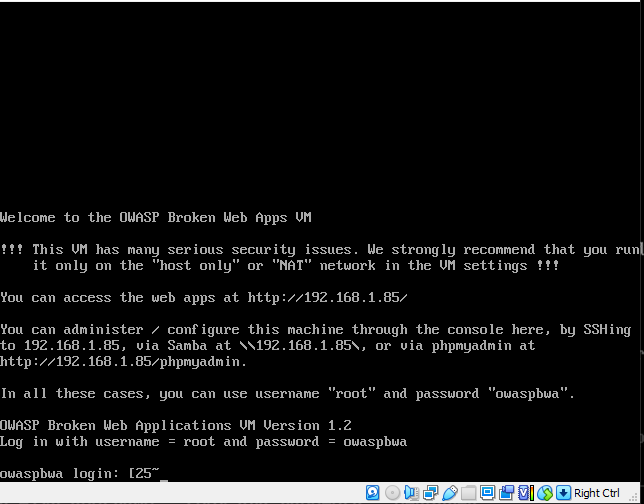 Welcome to the OWASP Broken Web Apps VM
!!! This VM has many serious security issues. We strongly recommend that you run
it only on the "host only" or "NAT" network in the VM settings !!!
You can access the web apps at http://192.168.1.85/
You can administer / configure this machine through the console here, by SSHing
to 192.168.1.85, via Samba at \\192.168.1.85\, or via phpmyadmin at
http://192.168.1.85/phpmyadmin.
In all these cases, you can use username "root" and password "owaspbwa".
OWASP Broken Web Applications VM Version 1.2
Log in with username = root and password = owaspbwa
owaspbwa login: [25~_
Right Ctrl